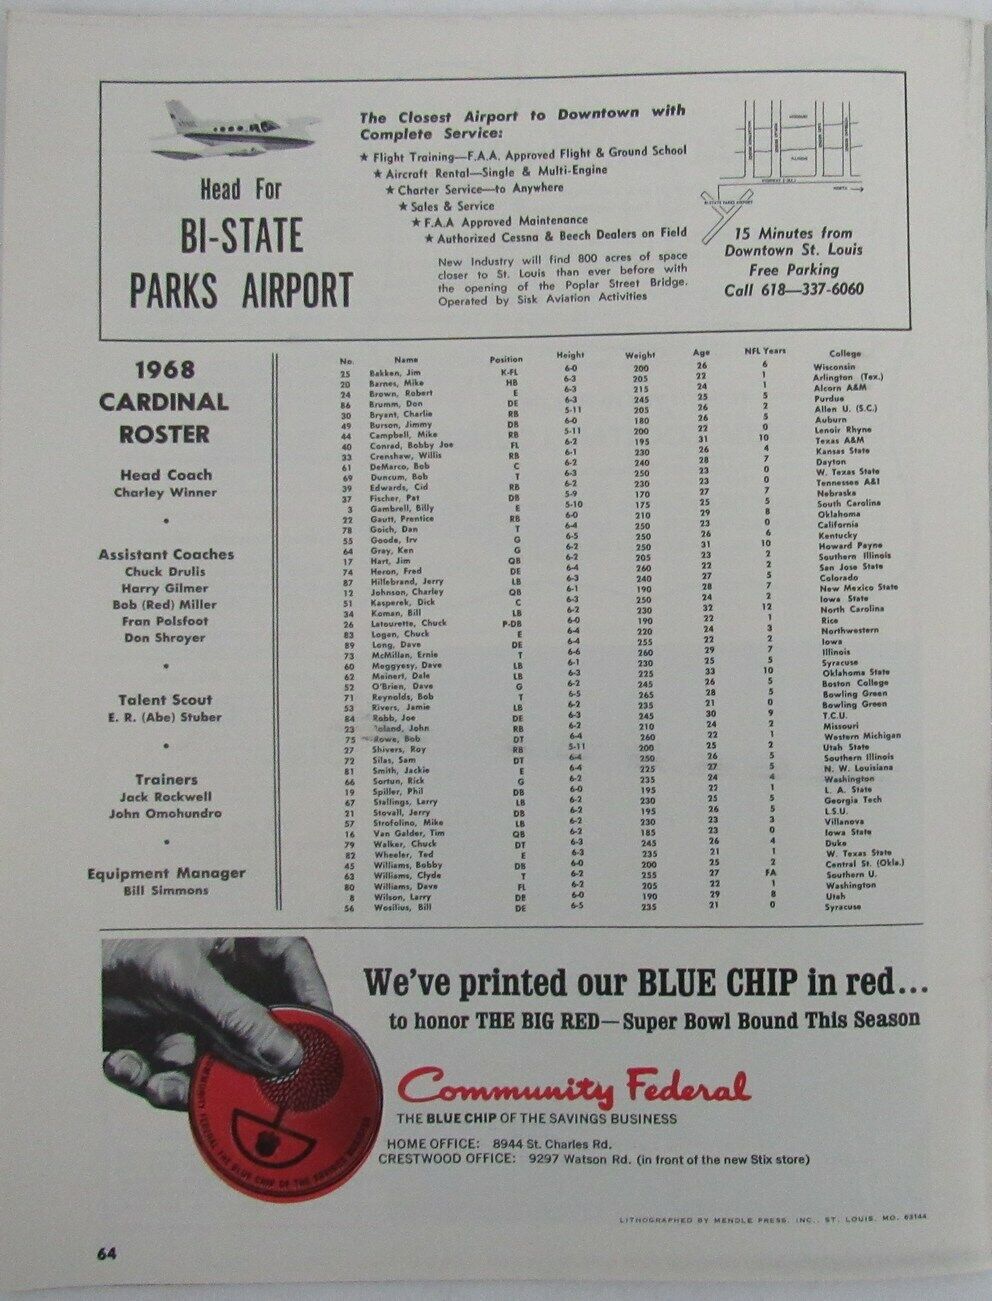 The Closest Airport to Downtown with
Complete Service:
★ Flight Training—F.A.A. Approved Flight & Ground School
★ Aircraft Rental—Single & Multi-Engine
★ Charter Service—to Anywhere
★ Sales & Service
★ F.A.A Approved Maintenance
★ Authorized Cessna & Beech Dealers on Field
New Industry will find 800 acres of space
closer to St. Louis than ever before with
the opening of the Poplar Street Bridge.
Operated by Sisk Aviation Activities
Head For
BI-STATE
PARKS AIRPORT
NORTH
BI-STATE PARKS AIRPORT
15 Minutes from
Downtown St. Louis
Free Parking
Call 618—337-6060
1968
CARDINAL
ROSTER
Head Coach
Charley Winner
•
Assistant Coaches
Chuck Drulis
Harry Gilmer
Bob (Red) Miller
Fran Polsfoot
Don Shroyer
•
Talent Scout
E. R. (Abe) Stuber
•
Trainers
Jack Rockwell
John Omohundro
•
Equipment Manager
Bill Simmons
No. Name Position Height Weight Age NFL Years College
25 Bakken, Jim K-FL 6-0 200 26 6 Wisconsin
20 Barnes, Mike HB 6-3 205 22 1 Arlington (Tex.)
24 Brown, Robert E 6-3 215 24 1 Alcorn A&M
86 Brumm, Don DE 6-3 245 25 5 Purdue
30 Bryant, Charlie RB 5-11 205 26 2 Allen U. (S.C.)
49 Burson, Jimmy DB 6-0 180 26 5 Auburn
44 Campbell, Mike RB 5-11 200 22 0 Lenoir Rhyne
40 Conrad, Bobby Joe FL 6-2 195 31 10 Texas A&M
33 Crenshaw, Willis RB 6-1 230 26 4 Kansas State
61 DeMarco, Bob C 6-2 240 28 7 Dayton
69 Duncum, Bob T 6-3 250 23 0 W. Texas State
39 Edwards, Cid RB 6-2 230 23 0 Tennessee A&I
37 Fischer, Pat DB 5-9 170 27 7 Nebraska
3 Gambrell, Billy E 5-10 175 25 5 South Carolina
22 Gautt, Prentice RB 6-0 210 29 8 Oklahoma
78 Goich, Dan T 6-4 250 23 0 California
55 Goode, Irv G 6-5 250 26 6 Kentucky
64 Gray, Ken G 6-2 250 31 10 Howard Payne
17 Hart, Jim QB 6-2 205 23 2 Southern Illinois
74 Heron, Fred DE 6-4 260 22 2 San Jose State
87 Hillebrand, Jerry LB 6-3 240 27 5 Colorado
12 Johnson, Charley QB 6-1 190 28 7 New Mexico State
51 Kasperek, Dick C 6-3 250 24 2 Iowa State
34 Koman, Bill LB 6-2 230 32 12 North Carolina
26 Latourette, Chuck P-DB 6-0 190 22 1 Rice
83 Logan, Chuck E 6-4 220 24 3 Northwestern
89 Long, Dave DE 6-4 255 22 2 Iowa
73 McMillan, Ernie T 6-6 260 29 7 Illinois
60 Meggyesy, Dave LB 6-1 230 25 5 Syracuse
62 Meinert, Dale LB 6-3 225 33 10 Oklahoma State
52 O'Brien, Dave G 6-2 245 26 5 Boston College
71 Reynolds, Bob T 6-5 265 28 5 Bowling Green
53 Rivers, Jamie LB 6-2 235 21 0 Bowling Green
84 Robb, Joe DE 6-3 245 30 9 T.C.U.
23 Roland, John RB 6-2 210 24 2 Missouri
75 Rowe, Bob DT 6-4 260 22 1 Western Michigan
27 Shivers, Roy RB 5-11 200 25 2 Utah State
72 Silas, Sam DT 6-4 250 26 5 Southern Illinois
81 Smith, Jackie E 6-4 225 27 5 N. W. Louisiana
66 Sortun, Rick G 6-2 235 24 4 Washington
19 Spiller, Phil DB 6-0 195 22 1 L. A. State
67 Stallings, Larry LB 6-2 230 25 5 Georgia Tech
21 Stovall, Jerry DB 6-2 195 26 5 L.S.U.
57 Strofolino, Mike LB 6-2 230 23 3 Villanova
16 Van Galder, Tim QB 6-2 185 23 0 Iowa State
79 Walker, Chuck DT 6-3 245 26 4 Duke
82 Wheeler, Ted E 6-3 235 21 1 W. Texas State
45 Williams, Bobby DB 6-0 200 25 2 Central St. (Okla.)
63 Williams, Clyde T 6-2 255 27 FA Southern U.
80 Williams, Dave FL 6-2 205 22 1 Washington
8 Wilson, Larry DB 6-0 190 29 8 Utah
56 Wosilius, Bill DE 6-5 235 21 0 Syracuse
We've printed our BLUE CHIP in red...
to honor THE BIG RED—Super Bowl Bound This Season
Community Federal
THE BLUE CHIP OF THE SAVINGS BUSINESS
HOME OFFICE: 8944 St. Charles Rd.
CRESTWOOD OFFICE: 9297 Watson Rd. (in front of the new Stix store)
COMMUNITY FEDERAL THE BLUE CHIP OF THE SAVINGS BUSINESS
LITHOGRAPHED BY MENDLE PRESS, INC., ST. LOUIS, MO. 63144
64